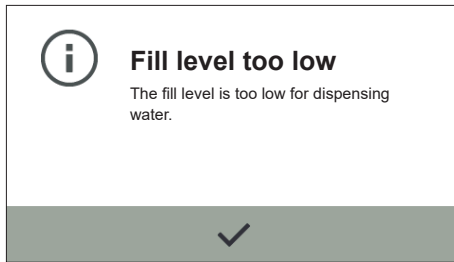 Fill level too low
The fill level is too low for dispensing
water.